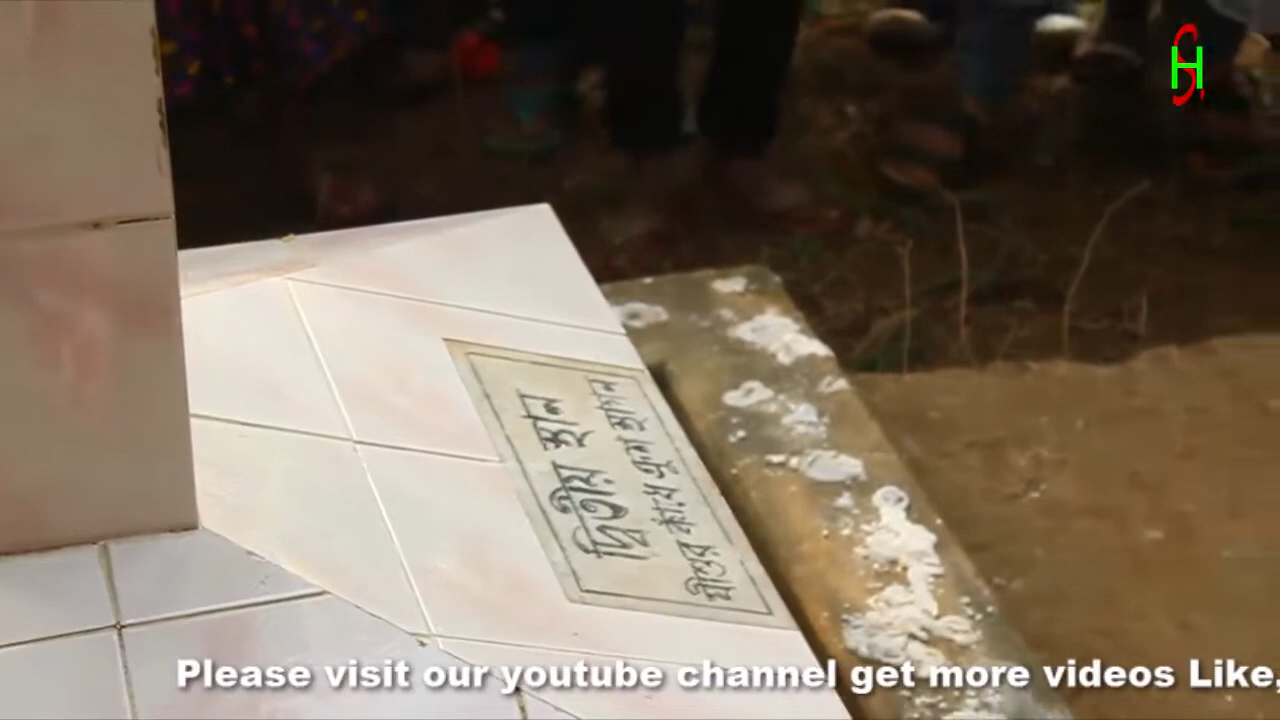 দ্বিতীয় স্থান
যীশুর কাঁধে ক্রুশ স্থাপন
Please visit our youtube channel get more videos Like,